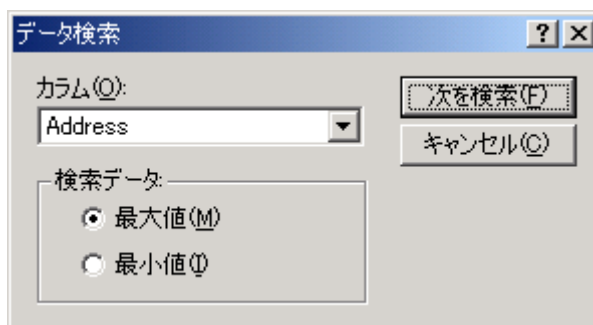 データ検索
カラム(O):
Address
次を検索(F)
キャンセル(C)
検索データ:
最大値(M)
最小値(I)